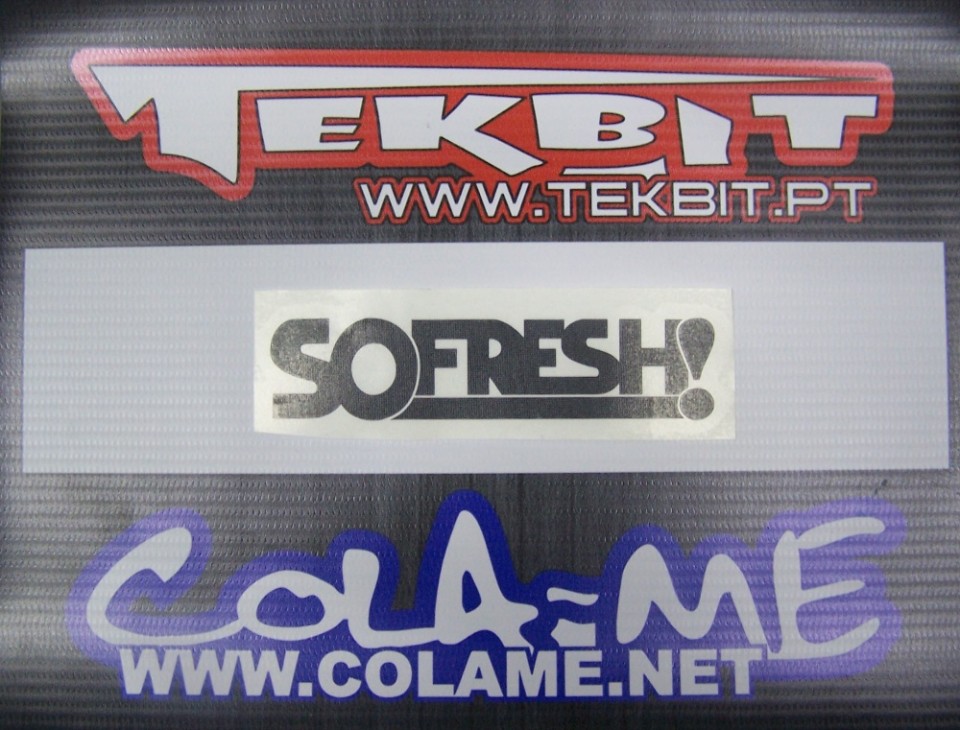 TEKBIT
WWW.TEKBIT.PT
SOFRESH!
COLA-ME
WWW.COLAME.NET